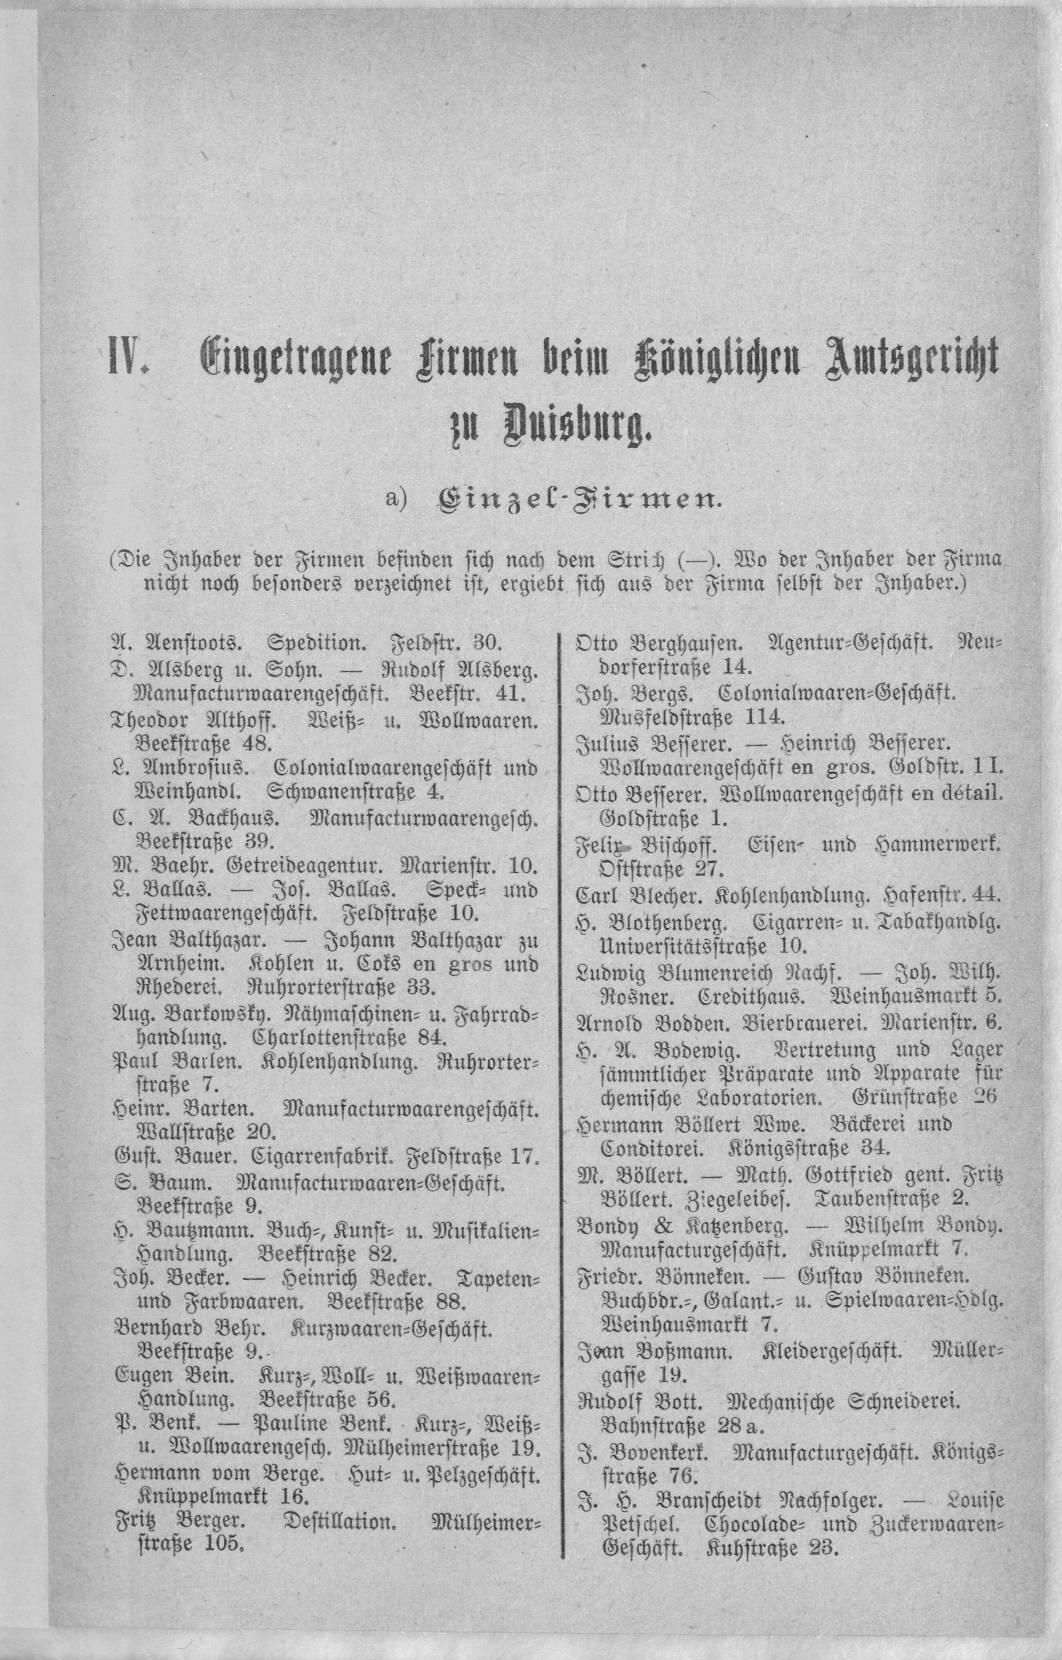 IV. Eingetragene Firmen beim Königlichen Amtsgericht
zu Duisburg.
a) Einzel-Firmen.
(Die Inhaber der Firmen befinden sich nach dem Strich (—). Wo der Inhaber der Firma
nicht noch besonders verzeichnet ist, ergiebt sich aus der Firma selbst der Inhaber.)
A. Aenstoots. Spedition. Feldstr. 30.
D. Alsberg u. Sohn. — Rudolf Alsberg.
Manufacturwaarengeschäft. Beekstr. 41.
Theodor Althoff. Weiß- u. Wollwaaren.
Beekstraße 48.
L. Ambrosius. Colonialwaarengeschäft und
Weinhandl. Schwanenstraße 4.
C. A. Backhaus. Manufacturwaarengesch.
Beekstraße 39.
M. Baehr. Getreideagentur. Marienstr. 10.
L. Ballas. — Jos. Ballas. Speck- und
Fettwaarengeschäft. Feldstraße 10.
Jean Balthazar. — Johann Balthazar zu
Arnheim. Kohlen u. Coks en gros und
Rhederei. Ruhrorterstraße 33.
Aug. Barkowsky. Nähmaschinen- u. Fahrrad-
handlung. Charlottenstraße 84.
Paul Barlen. Kohlenhandlung. Ruhrorter-
straße 7.
Heinr. Barten. Manufacturwaarengeschäft.
Wallstraße 20.
Gust. Bauer. Cigarrenfabrik. Feldstraße 17.
S. Baum. Manufacturwaaren-Geschäft.
Beekstraße 9.
H. Bautzmann. Buch-, Kunst- u. Musikalien-
Handlung. Beekstraße 82.
Joh. Becker. — Heinrich Becker. Tapeten-
und Farbwaaren. Beekstraße 88.
Bernhard Behr. Kurzwaaren-Geschäft.
Beekstraße 9.
Eugen Bein. Kurz-, Woll- u. Weißwaaren-
Handlung. Beekstraße 56.
P. Benk. — Pauline Benk. Kurz-, Weiß-
u. Wollwaarengesch. Mülheimerstraße 19.
Hermann vom Berge. Hut- u. Pelzgeschäft.
Knüppelmarkt 16.
Fritz Berger. Destillation. Mülheimer-
straße 105.
Otto Berghausen. Agentur-Geschäft. Neu-
dorferstraße 14.
Joh. Bergs. Colonialwaaren-Geschäft.
Musfeldstraße 114.
Julius Besserer. — Heinrich Besserer.
Wollwaarengeschäft en gros. Goldstr. 1 I.
Otto Besserer. Wollwaarengeschäft en détail.
Goldstraße 1.
Felix Bischoff. Eisen- und Hammerwerk.
Oststraße 27.
Carl Blecher. Kohlenhandlung. Hafenstr. 44.
H. Blothenberg. Cigarren- u. Tabakhandlg.
Universitätsstraße 10.
Ludwig Blumenreich Nachf. — Joh. Wilh.
Rosner. Credithaus. Weinhausmarkt 5.
Arnold Bodden. Bierbrauerei. Marienstr. 6.
H. A. Bodewig. Vertretung und Lager
sämmtlicher Präparate und Apparate für
chemische Laboratorien. Grünstraße 26
Hermann Böllert Wwe. Bäckerei und
Conditorei. Königsstraße 34.
M. Böllert. — Math. Gottfried gent. Fritz
Böllert. Ziegeleibes. Taubenstraße 2.
Bondy & Katzenberg. — Wilhelm Bondy.
Manufacturgeschäft. Knüppelmarkt 7.
Friedr. Bönneken. — Gustav Bönneken.
Buchbdr.-, Galant.- u. Spielwaaren-Hdlg.
Weinhausmarkt 7.
Jean Boßmann. Kleidergeschäft. Müller-
gasse 19.
Rudolf Bott. Mechanische Schneiderei.
Bahnstraße 28a.
J. Bovenkerk. Manufacturgeschäft. Königs-
straße 76.
J. H. Branscheidt Nachfolger. — Louise
Petschel. Chocolade- und Zuckerwaaren-
Geschäft. Kuhstraße 23.